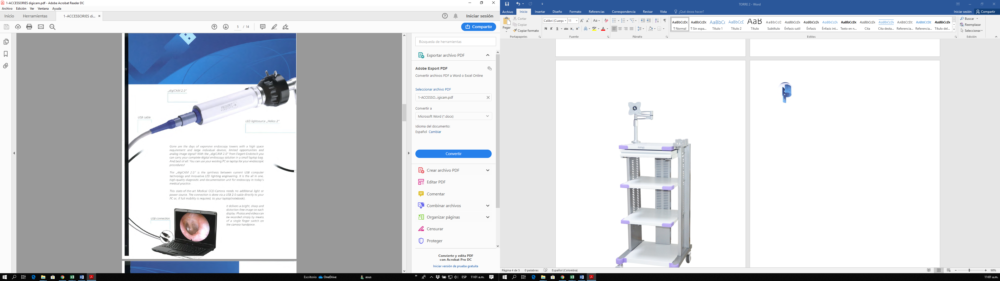 1-ACCESSORIES digicam.pdf - Adobe Acrobat Reader DC
Archivo Edición Ver Ventana Ayuda
Inicio Herramientas 1-ACCESSORIES di... ×
Iniciar sesión
5 / 14
Compartir
„digiCAM 2.0"
FIEGERT
USB cable
LED lightsource „Helios 2"
Gone are the days of expensive endoscopy towers with a high space
requirement and large individual devices, limited opportunities and
analog image signal! With the „digiCAM 2.0" from Fiegert-Endotech you
can carry your complete digital endoscopy solution in a small laptop bag.
And best of all: You can use your existing PC or laptop for your endoscopic
procedures!
The „digiCAM 2.0" is the synthesis between current USB computer
technology and innovative LED lighting engineering. It is the all in one,
high-quality diagnostic and documentation unit for endoscopy in today's
medical practice.
This state-of-the-art Medical CCD-Camera needs no additional light or
power source. The connection is done via a USB 2.0 cable directly to your
PC or, if full mobility is required, to your laptop(notebook).
It delivers a bright, sharp and
distortion-free image on each
display. Photos and videos can
be recorded simply by means
of a single finger switch on
the camera handpiece.
USB connection
Búsqueda de herramientas
Exportar archivo PDF
Adobe Export PDF
Convertir archivos PDF a Word o Excel Online
Seleccionar archivo PDF
1-ACCESSO...igicam.pdf
Convertir a
Microsoft Word (*.docx)
Idioma del documento:
Español Cambiar
Convertir
Crear archivo PDF
Editar PDF
Comentar
Combinar archivos
Organizar páginas
Censurar
Proteger
Convierte y edita PDF
con Acrobat Pro DC
Iniciar versión de prueba gratuita
Escritorio OneDrive asus ESP 11:01 a.m.
TORRE 2 - Word
Archivo Inicio Insertar Diseño Formato Referencias Correspondencia Revisar Vista ¿Qué desea hacer? Iniciar sesión Compartir
Pegar
Cortar
Copiar
Copiar formato
Portapapeles
Calibri (Cuerpo 11
N K S abc x₂ x²
Fuente
Párrafo
AaBbCcDc AaBbCcDc AaBbCc AaBbCcD AaB AaBbCcD AaBbCcDc AaBbCcDc AaBbCcDc AaBbCcDc AaBbCcDc AaBbCcDc AaBbCcDc AaBbCcDc AaBbCcDc
¶ Normal ¶ Sin espa... Título 1 Título 2 Título Subtítulo Énfasis sutil Énfasis Énfasis int... Texto en n... Cita Cita desta... Referencia... Referencia... Título del...
Estilos
Buscar
Reemplazar
Seleccionar
Edición
Página 4 de 5 0 palabras Español (Colombia) 90%
11:01 a.m.